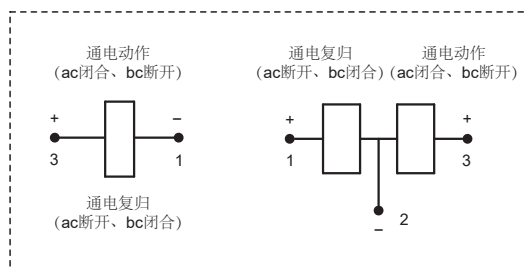 通电动作
(ac闭合、bc断开)
+ −
3 1
通电复归
(ac断开、bc闭合)
通电复归 通电动作
(ac断开、bc闭合) (ac闭合、bc断开)
+ +
1 3
− 2